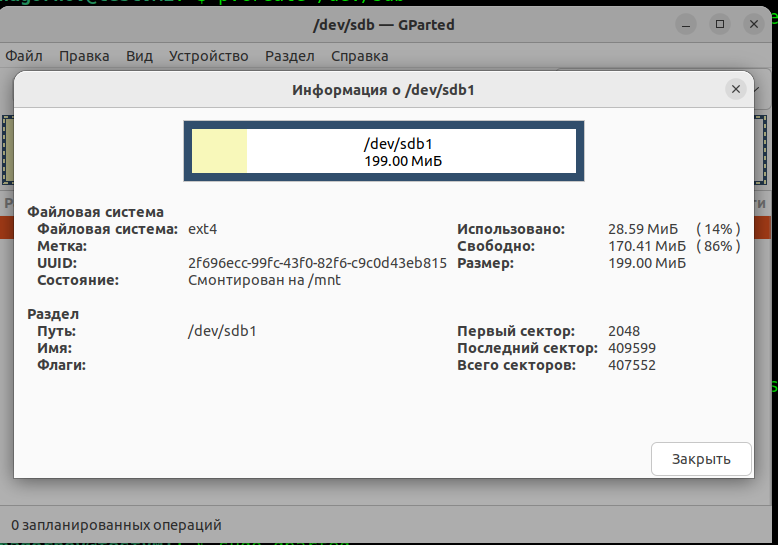 /dev/sdb — GParted
Файл Правка Вид Устройство Раздел Справка
Информация о /dev/sdb1
/dev/sdb1
199.00 МиБ
Файловая система
Файловая система: ext4
Метка:
UUID: 2f696ecc-99fc-43f0-82f6-c9c0d43eb815
Состояние: Смонтирован на /mnt
Использовано: 28.59 МиБ ( 14% )
Свободно: 170.41 МиБ ( 86% )
Размер: 199.00 МиБ
Раздел
Путь: /dev/sdb1
Имя:
Флаги:
Первый сектор: 2048
Последний сектор: 409599
Всего секторов: 407552
Закрыть
0 запланированных операций